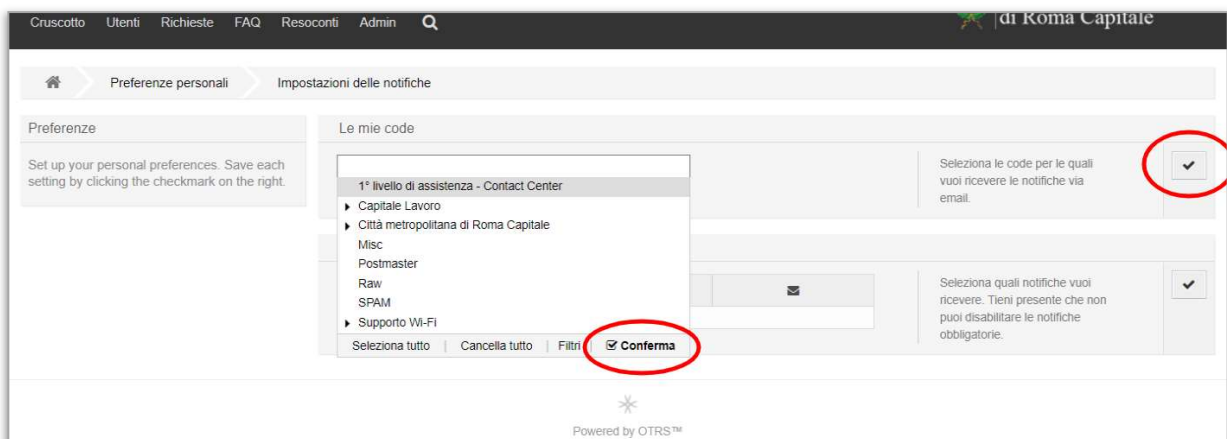 Cruscotto Utenti Richieste FAQ Resoconti Admin
di Roma Capitale
Preferenze personali Impostazioni delle notifiche
Preferenze
Set up your personal preferences. Save each
setting by clicking the checkmark on the right.
Le mie code
1° livello di assistenza - Contact Center
Capitale Lavoro
Città metropolitana di Roma Capitale
Misc
Postmaster
Raw
SPAM
Supporto Wi-Fi
Seleziona tutto | Cancella tutto | Filtri Conferma
Seleziona le code per le quali
vuoi ricevere le notifiche via
email.
Seleziona quali notifiche vuoi
ricevere. Tieni presente che non
puoi disabilitare le notifiche
obbligatorie.
Powered by OTRS™